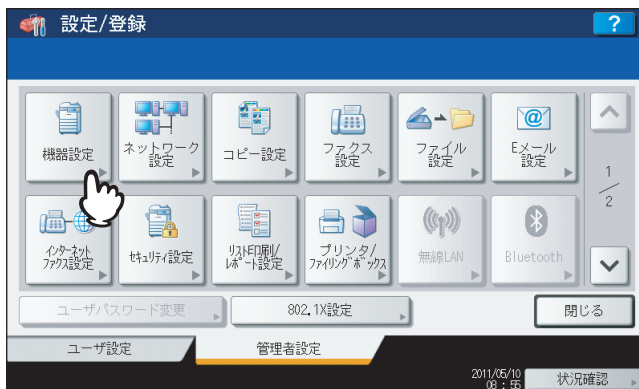 設定/登録
?
機器設定
ネットワーク
設定
コピー設定
ファクス
設定
ファイル
設定
Eメール
設定
1
/
2
インターネット
ファクス設定
セキュリティ設定
リスト印刷/
レポート設定
プリンタ/
ファイリングボックス
無線LAN
Bluetooth
ユーザパスワード変更
802.1X設定
閉じる
ユーザ設定
管理者設定
2011/05/10
08:55
状況確認